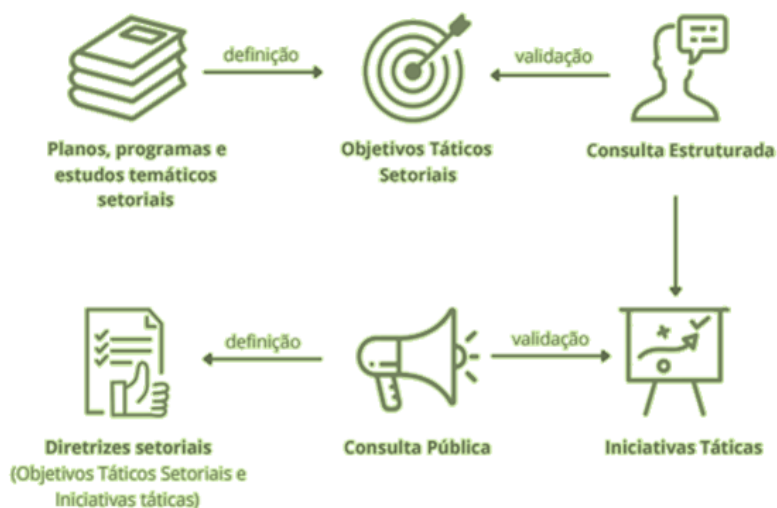 definição
validação
Planos, programas e
estudos temáticos
setoriais
Objetivos Táticos
Setoriais
Consulta Estruturada
definição
validação
Diretrizes setoriais
(Objetivos Táticos Setoriais e
Iniciativas táticas)
Consulta Pública
Iniciativas Táticas